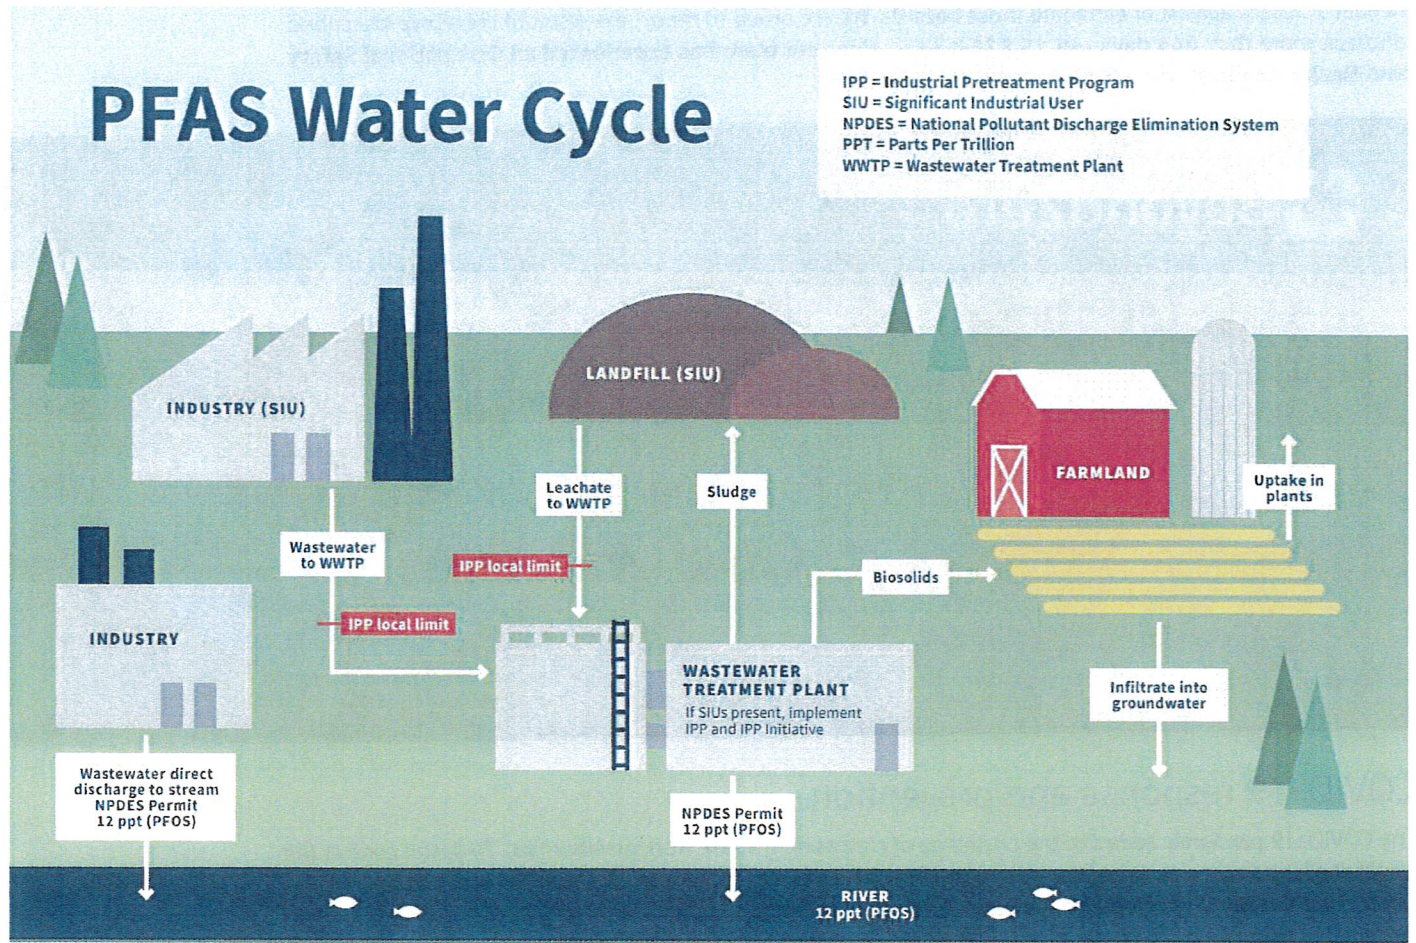 PFAS Water Cycle
IPP = Industrial Pretreatment Program
SIU = Significant Industrial User
NPDES = National Pollutant Discharge Elimination System
PPT = Parts Per Trillion
WWTP = Wastewater Treatment Plant
INDUSTRY (SIU)
LANDFILL (SIU)
FARMLAND
Uptake in
plants
Leachate
to WWTP
Sludge
Wastewater
to WWTP
IPP local limit
Biosolids
IPP local limit
INDUSTRY
WASTEWATER
TREATMENT PLANT
If SIUs present, implement
IPP and IPP Initiative
Infiltrate into
groundwater
Wastewater direct
discharge to stream
NPDES Permit
12 ppt (PFOS)
NPDES Permit
12 ppt (PFOS)
RIVER
12 ppt (PFOS)